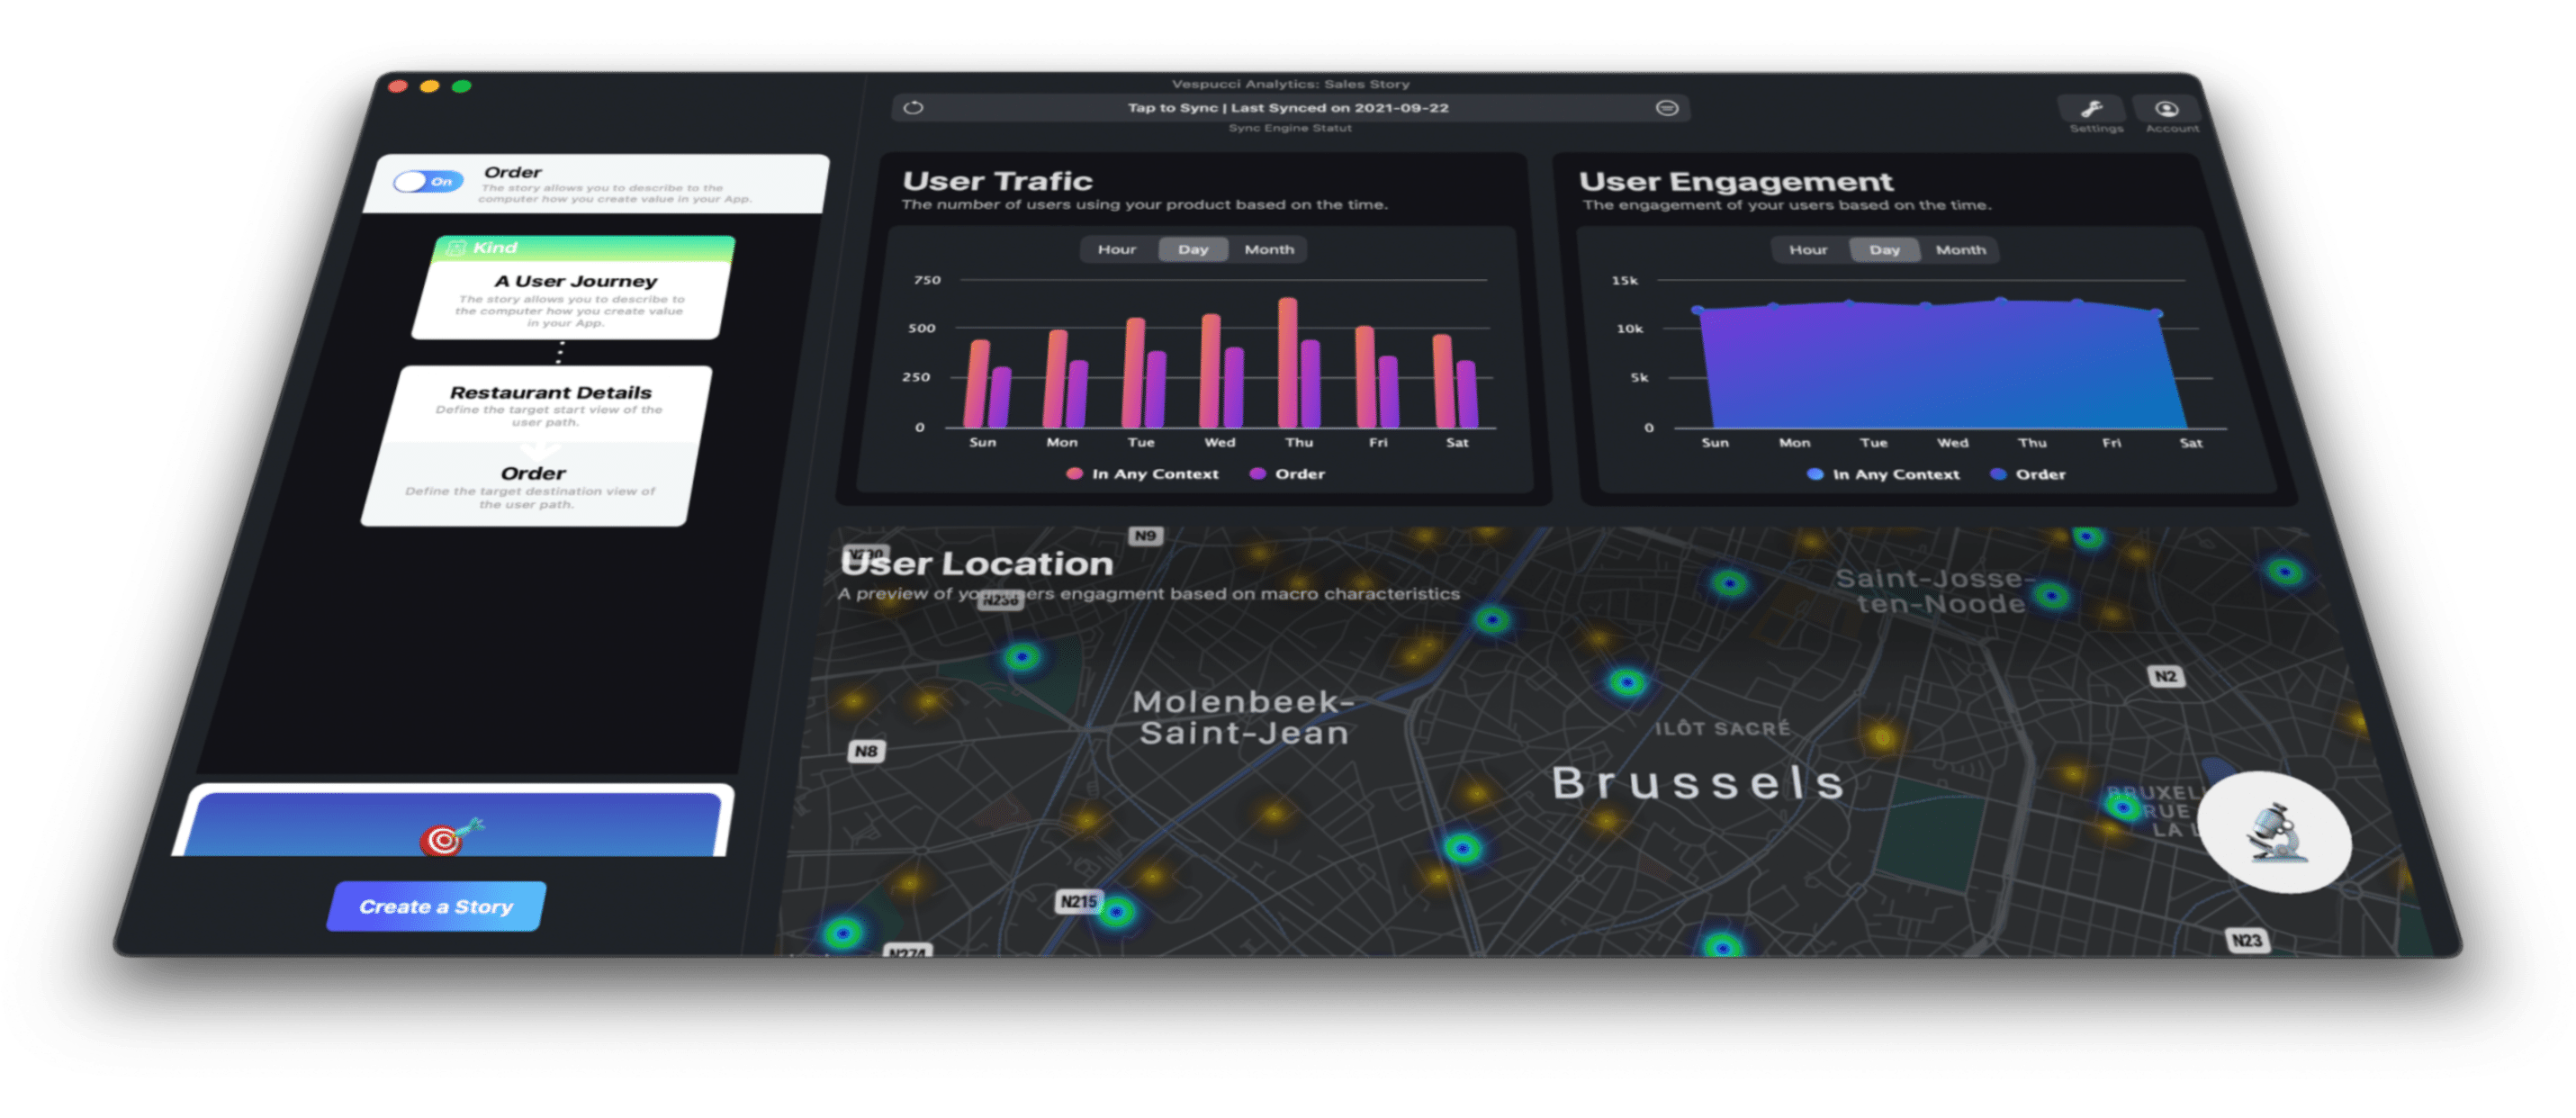 Vespucci Analytics: Sales Story
Tap to Sync | Last Synced on 2021-09-22
Sync Engine Statut
Settings
Account
On
Order
The story allows you to describe to the
computer how you create value in your App.
Kind
A User Journey
The story allows you to describe to
the computer how you create value
in your App.
Restaurant Details
Define the target start view of the
user path.
Order
Define the target destination view of
the user path.
Create a Story
User Trafic
The number of users using your product based on the time.
Hour Day Month
750
500
250
0
Sun Mon Tue Wed Thu Fri Sat
In Any Context Order
User Engagement
The engagement of your users based on the time.
Hour Day Month
15k
10k
5k
0
Sun Mon Tue Wed Thu Fri Sat
In Any Context Order
User Location
A preview of your users engagment based on macro characteristics
N9
Saint-Josse-
ten-Noode
N2
Molenbeek-
Saint-Jean
ILÔT SACRÉ
N8
Brussels
RUE
N215
N23
N274